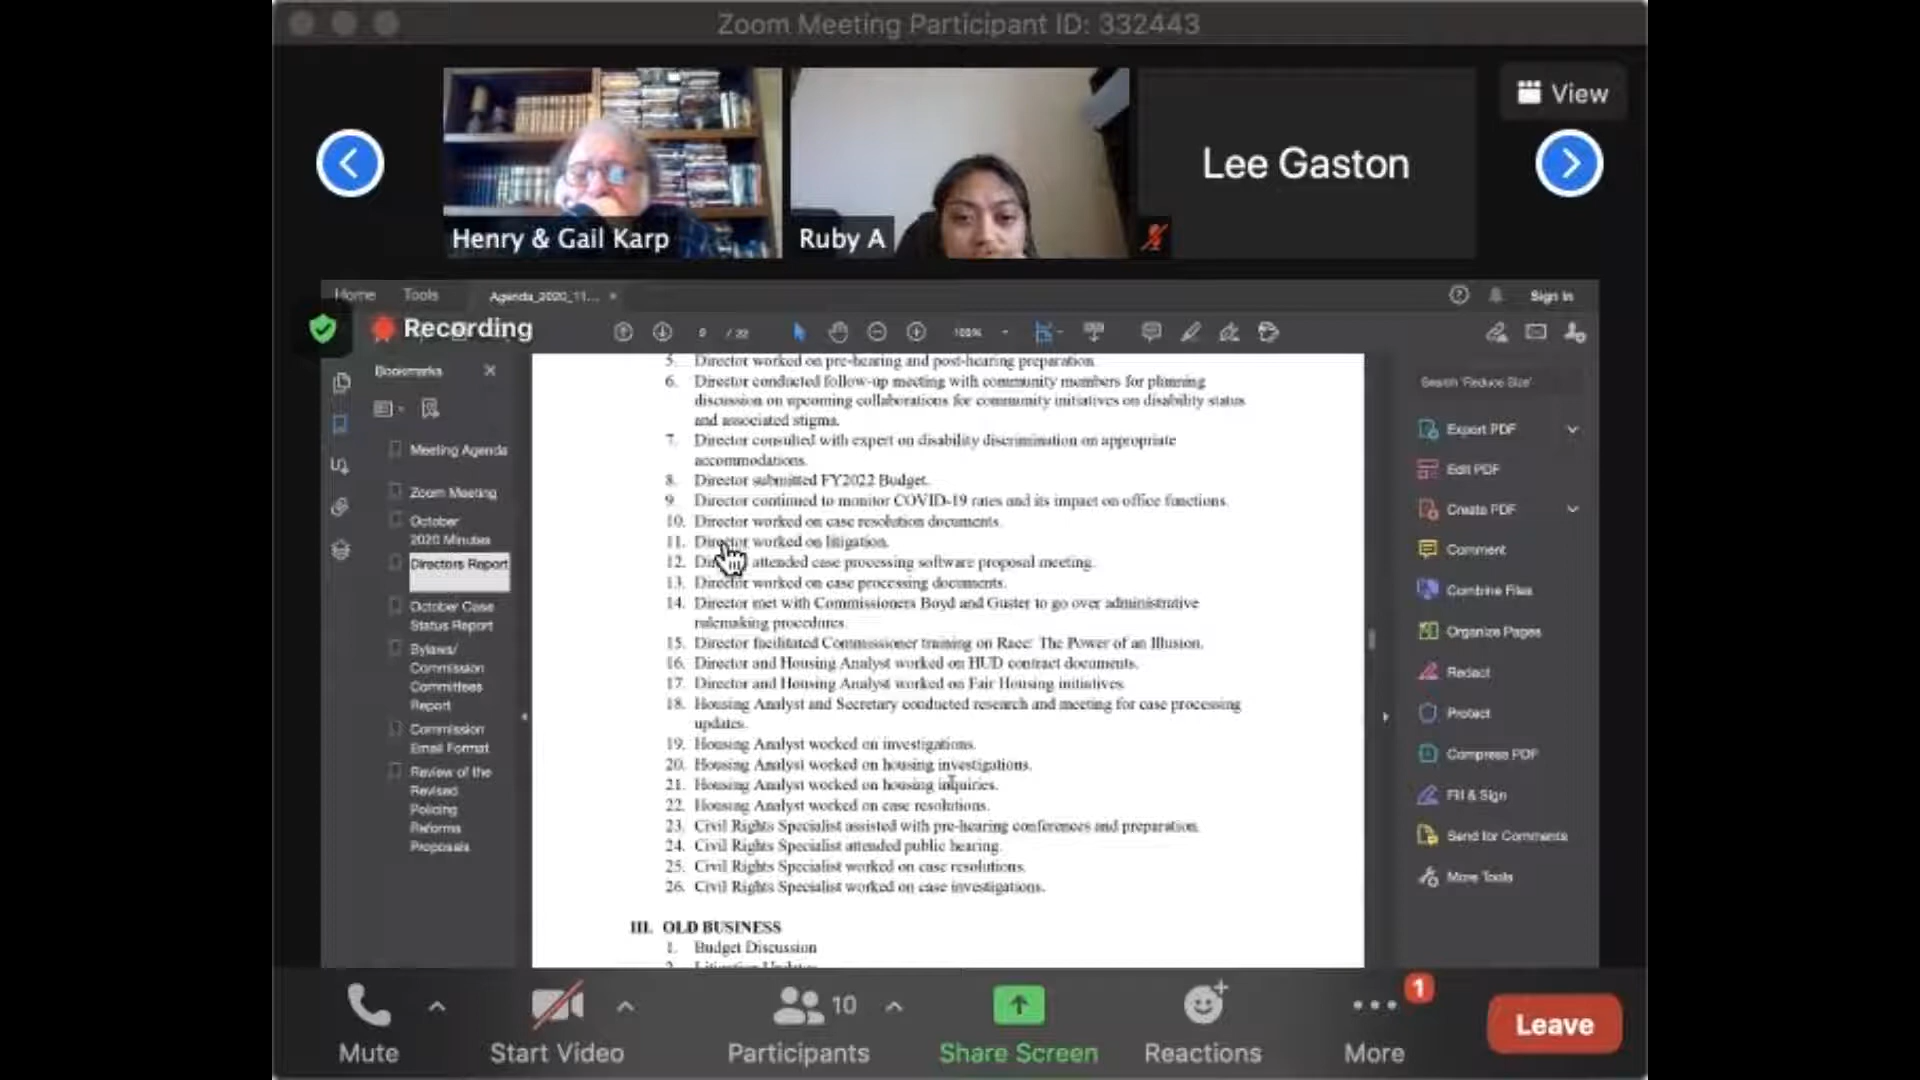 Zoom Meeting Participant ID: 332443
View
Henry & Gail Karp
Ruby A
Lee Gaston
Home
Tools
Agenda_2020_11...
Sign In
Recording
9 / 22
100%
Bookmarks
Meeting Agenda
Zoom Meeting
October
2020 Minutes
Directors Report
October Case
Status Report
Bylaws/
Commission
Committees
Report
Commission
Email Format
Review of the
Revised
Policing
Reforms
Proposals
5. Director worked on pre-hearing and post-hearing preparation.
6. Director conducted follow-up meeting with community members for planning
discussion on upcoming collaborations for community initiatives on disability status
and associated stigma.
7. Director consulted with expert on disability discrimination on appropriate
accommodations.
8. Director submitted FY2022 Budget.
9. Director continued to monitor COVID-19 rates and its impact on office functions.
10. Director worked on case resolution documents.
11. Director worked on litigation.
12. Director attended case processing software proposal meeting.
13. Director worked on case processing documents.
14. Director met with Commissioners Boyd and Guster to go over administrative
rulemaking procedures.
15. Director facilitated Commissioner training on Race: The Power of an Illusion.
16. Director and Housing Analyst worked on HUD contract documents.
17. Director and Housing Analyst worked on Fair Housing initiatives.
18. Housing Analyst and Secretary conducted research and meeting for case processing
updates.
19. Housing Analyst worked on investigations.
20. Housing Analyst worked on housing investigations.
21. Housing Analyst worked on housing inquiries.
22. Housing Analyst worked on case resolutions.
23. Civil Rights Specialist assisted with pre-hearing conferences and preparation.
24. Civil Rights Specialist attended public hearing.
25. Civil Rights Specialist worked on case resolutions.
26. Civil Rights Specialist worked on case investigations.
III. OLD BUSINESS
1. Budget Discussion
2. Litigation Updates
Search 'Reduce Size'
Export PDF
Edit PDF
Create PDF
Comment
Combine Files
Organize Pages
Redact
Protect
Compress PDF
Fill & Sign
Send for Comments
More Tools
Mute
Start Video
10
Participants
Share Screen
Reactions
1
More
Leave